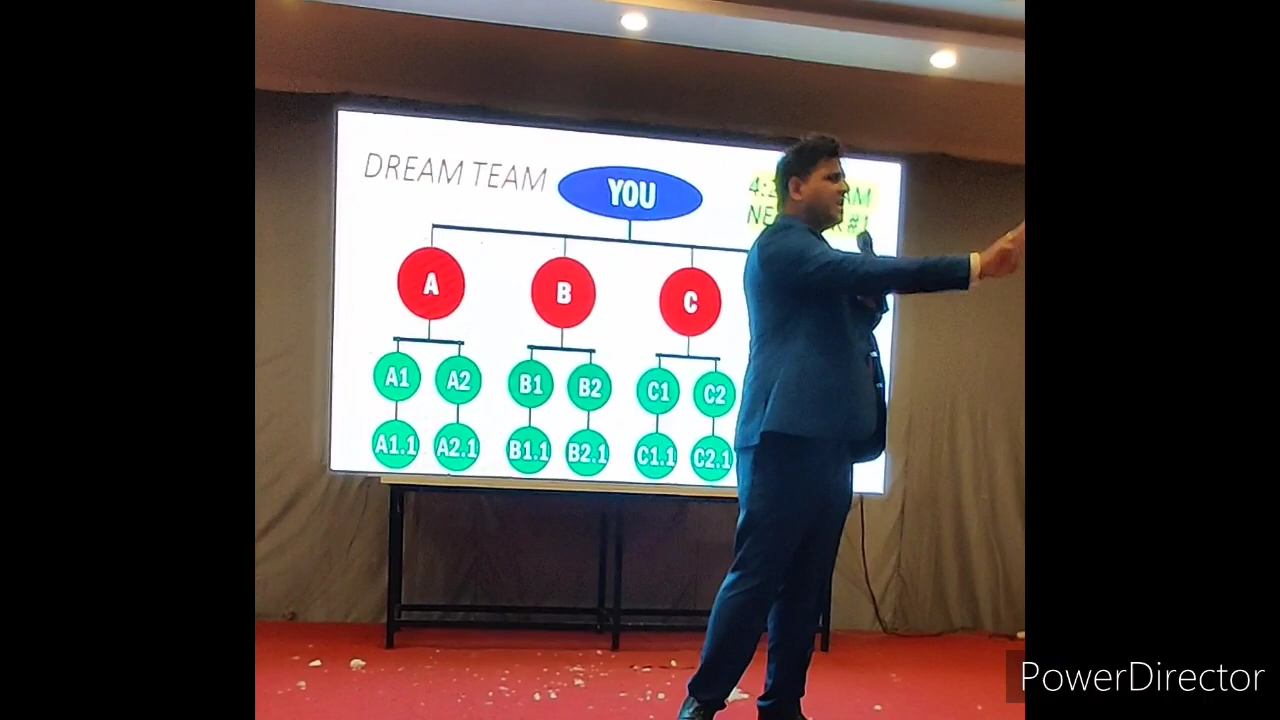 DREAM TEAM
YOU
#1
A B C
A1 A2 B1 B2 C1 C2
A1.1 A2.1 B1.1 B2.1 C1.1 C2.1
PowerDirector